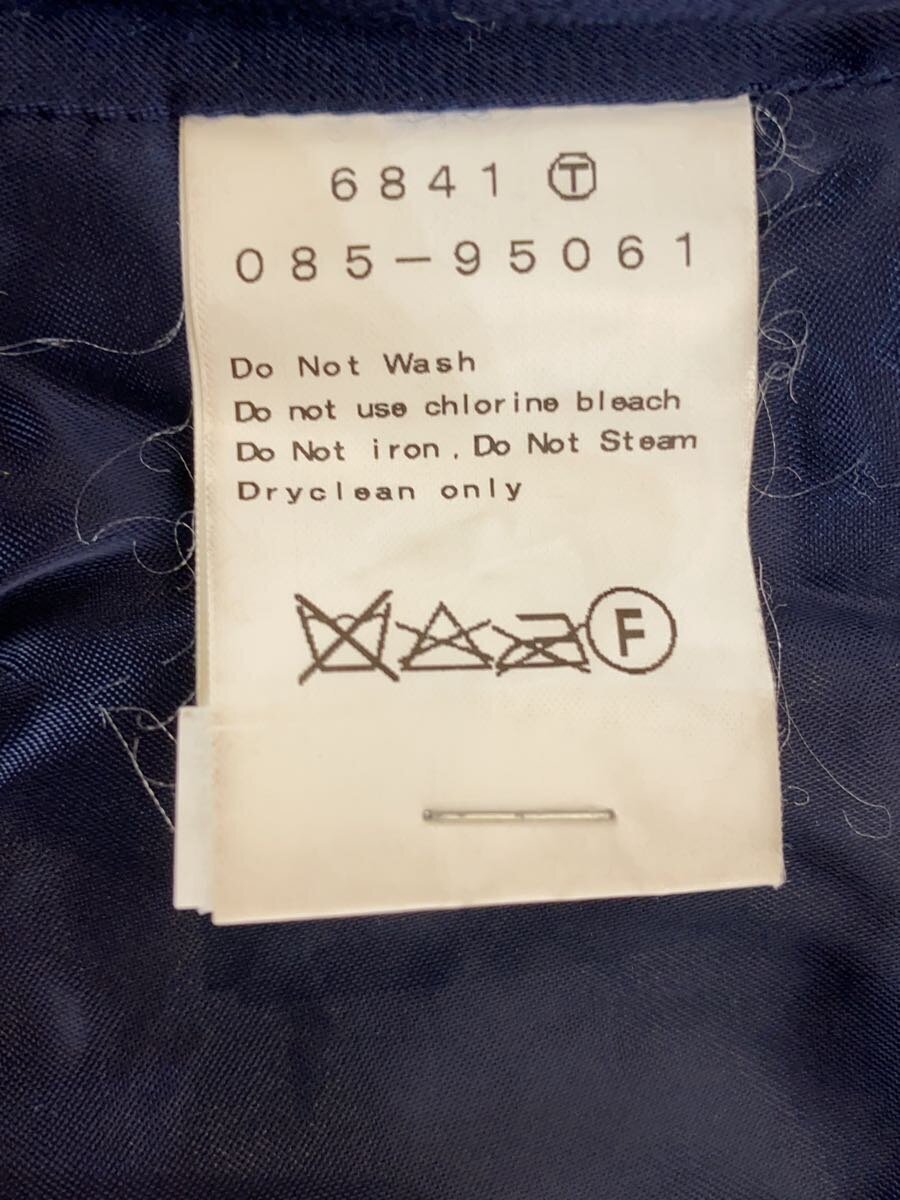 6841 Ⓣ
085-95061
Do Not Wash
Do not use chlorine bleach
Do Not iron, Do Not Steam
Dryclean only
F